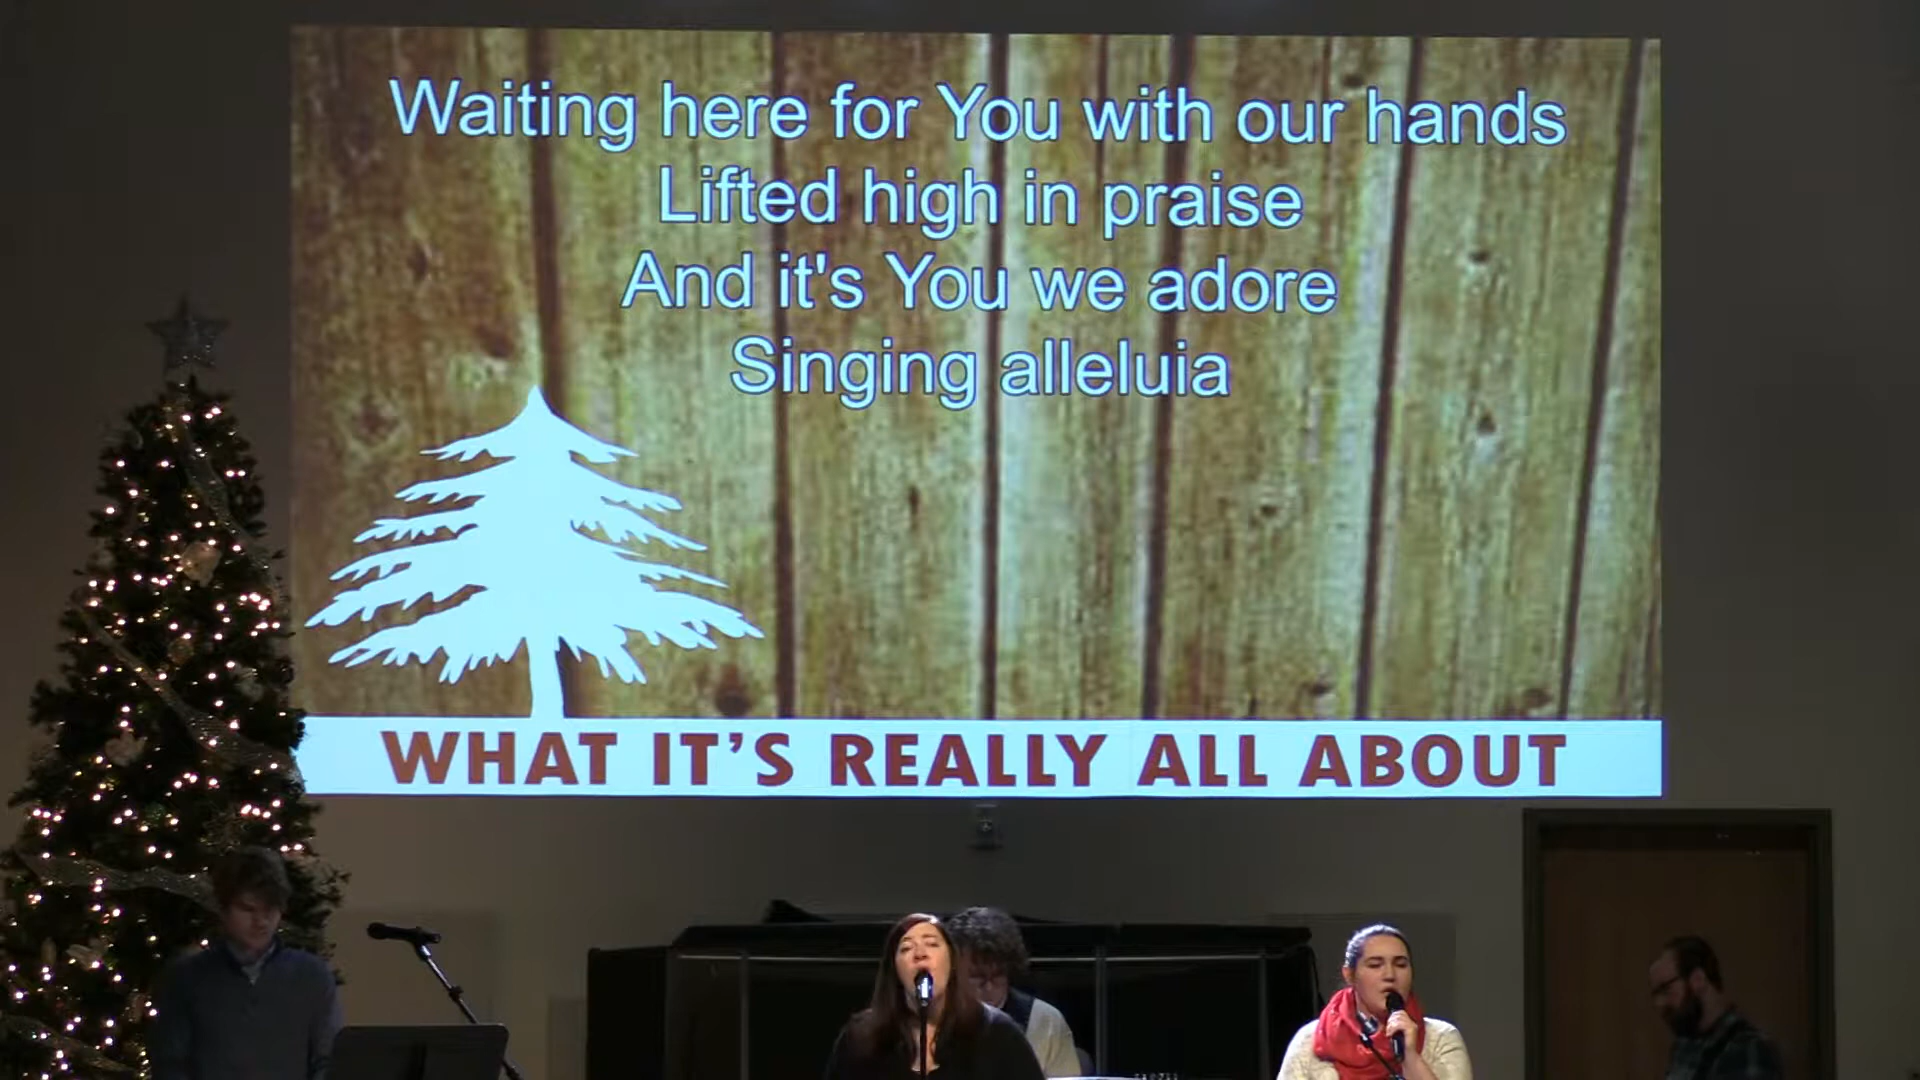 Waiting here for You with our hands
Lifted high in praise
And it's You we adore
Singing alleluia
WHAT IT’S REALLY ALL ABOUT